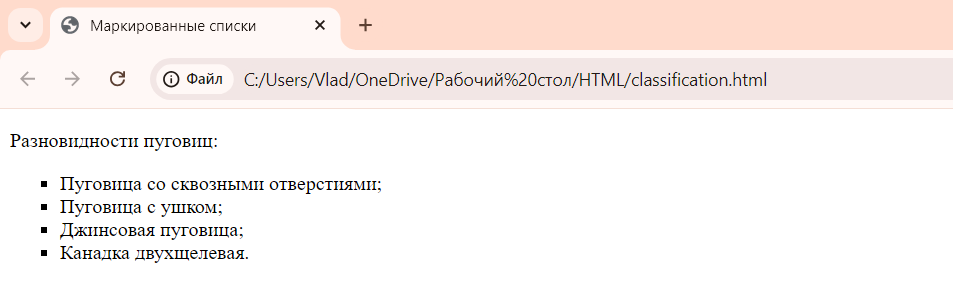 Маркированные списки
Файл C:/Users/Vlad/OneDrive/Рабочий%20стол/HTML/classification.html
Разновидности пуговиц:
Пуговица со сквозными отверстиями;
Пуговица с ушком;
Джинсовая пуговица;
Канадка двухщелевая.